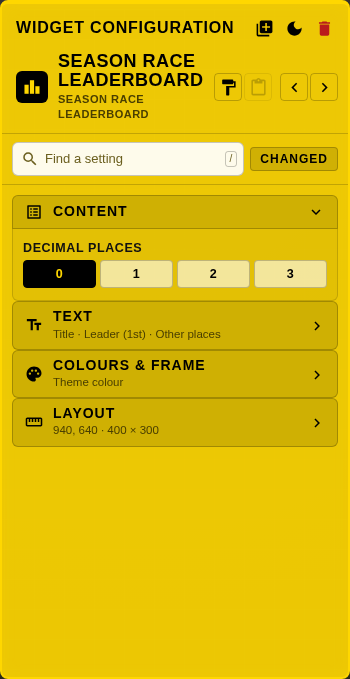 WIDGET CONFIGURATION
SEASON RACE
LEADERBOARD
SEASON RACE
LEADERBOARD
Find a setting
/
CHANGED
CONTENT
DECIMAL PLACES
0 1 2 3
TEXT
Title · Leader (1st) · Other places
COLOURS & FRAME
Theme colour
LAYOUT
940, 640 · 400 × 300